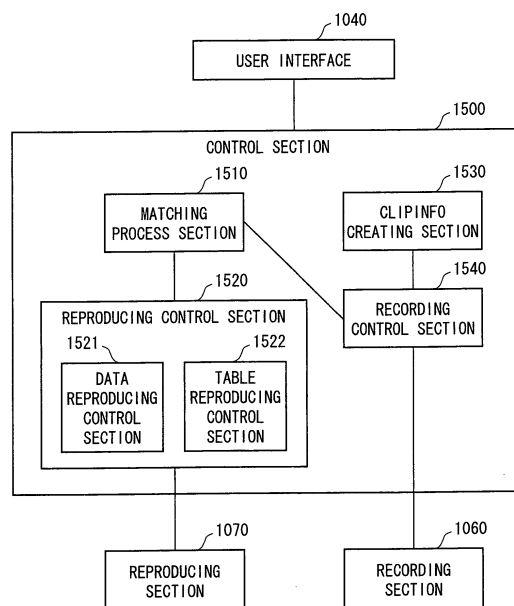 1040
USER INTERFACE
1500
CONTROL SECTION
1510
MATCHING
PROCESS SECTION
1530
CLIPINFO
CREATING SECTION
1520
REPRODUCING CONTROL SECTION
1540
RECORDING
CONTROL SECTION
1521
DATA
REPRODUCING
CONTROL
SECTION
1522
TABLE
REPRODUCING
CONTROL
SECTION
1070
REPRODUCING
SECTION
1060
RECORDING
SECTION